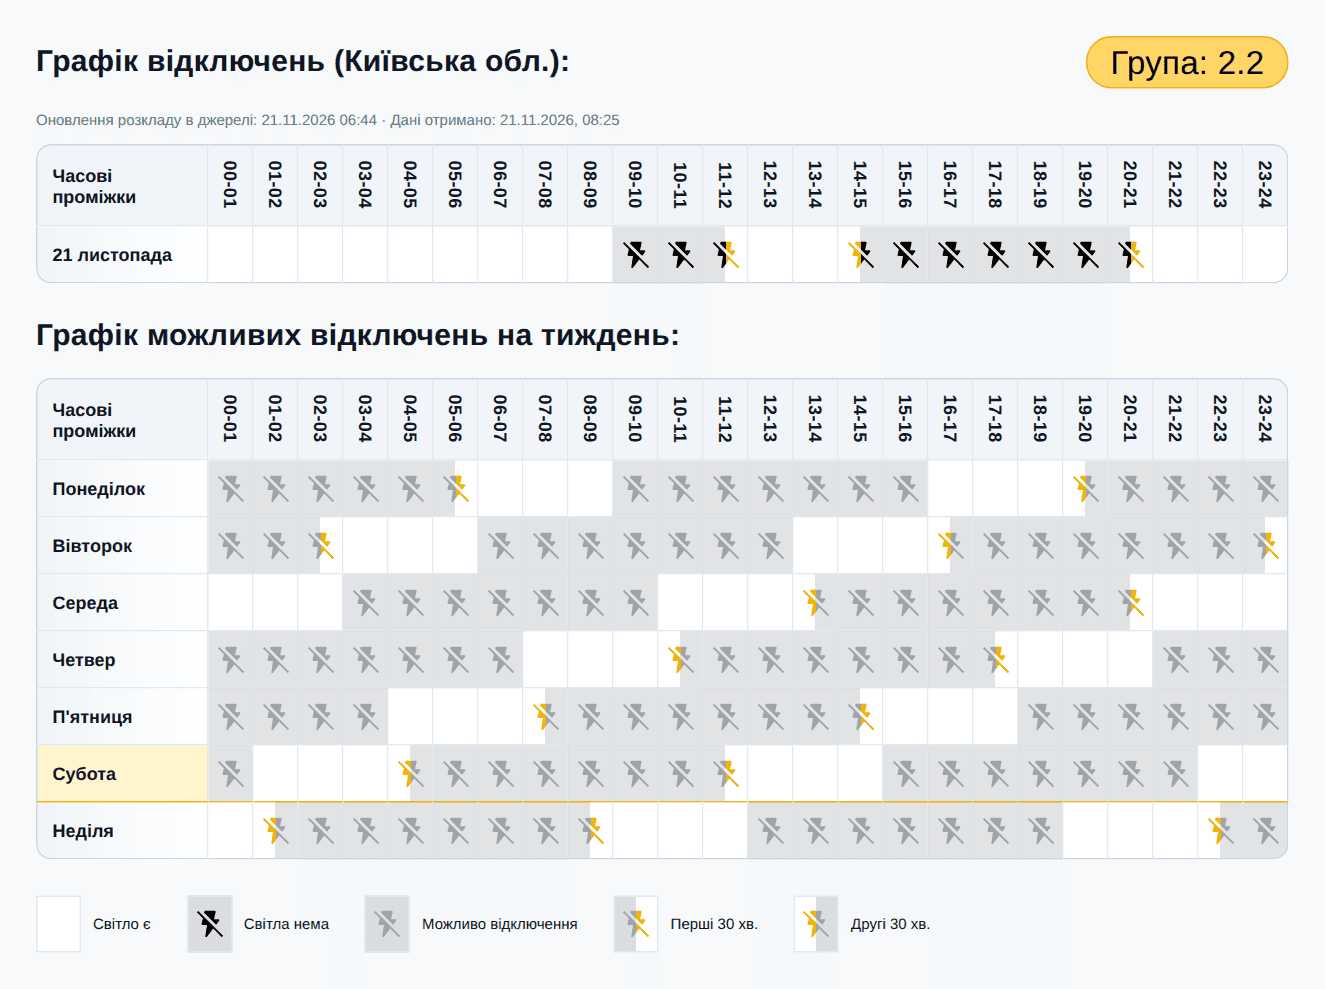 Графік відключень (Київська обл.):
Група: 2.2
Оновлення розкладу в джерелі: 21.11.2026 06:44 · Дані отримано: 21.11.2026, 08:25
Часові проміжки 00-01 01-02 02-03 03-04 04-05 05-06 06-07 07-08 08-09 09-10 10-11 11-12 12-13 13-14 14-15 15-16 16-17 17-18 18-19 19-20 20-21 21-22 22-23 23-24
21 листопада
Графік можливих відключень на тиждень:
Часові проміжки 00-01 01-02 02-03 03-04 04-05 05-06 06-07 07-08 08-09 09-10 10-11 11-12 12-13 13-14 14-15 15-16 16-17 17-18 18-19 19-20 20-21 21-22 22-23 23-24
Понеділок
Вівторок
Середа
Четвер
П'ятниця
Субота
Неділя
Світло є
Світла нема
Можливо відключення
Перші 30 хв.
Другі 30 хв.